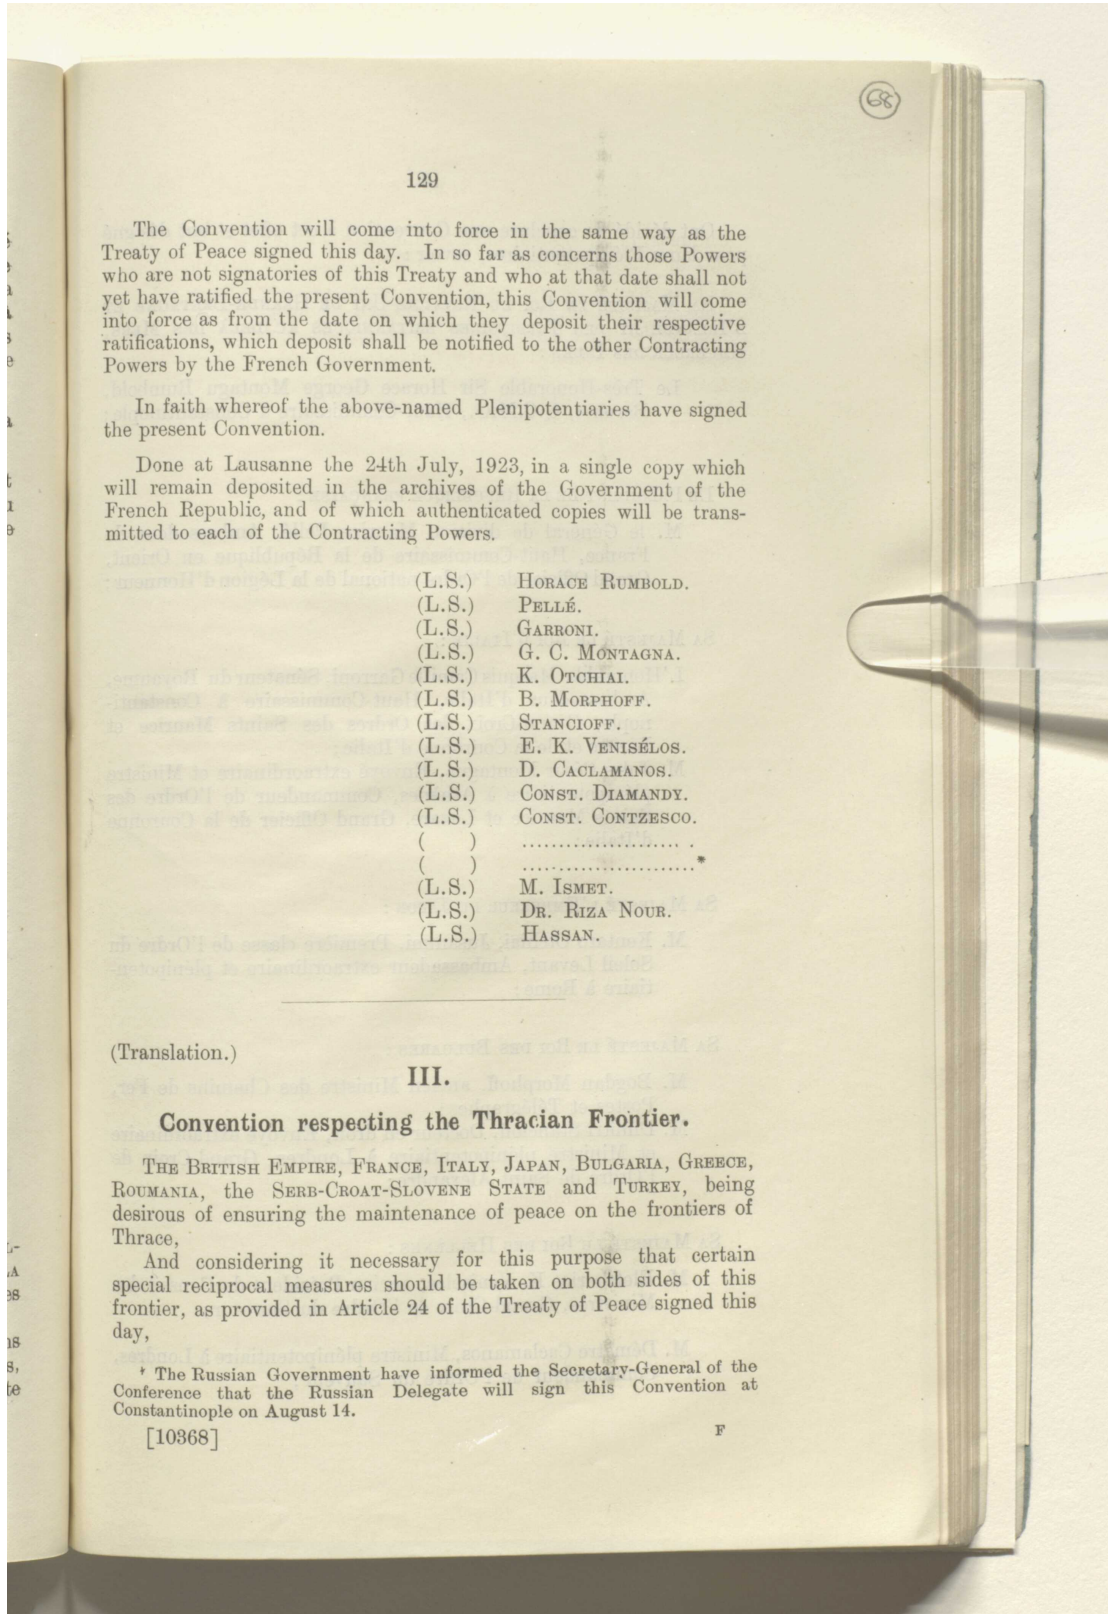 68
129
The Convention will come into force in the same way as the
Treaty of Peace signed this day. In so far as concerns those Powers
who are not signatories of this Treaty and who at that date shall not
yet have ratified the present Convention, this Convention will come
into force as from the date on which they deposit their respective
ratifications, which deposit shall be notified to the other Contracting
Powers by the French Government.
In faith whereof the above-named Plenipotentiaries have signed
the present Convention.
Done at Lausanne the 24th July, 1923, in a single copy which
will remain deposited in the archives of the Government of the
French Republic, and of which authenticated copies will be trans-
mitted to each of the Contracting Powers.
(L.S.) HORACE RUMBOLD.
(L.S.) PELLÉ.
(L.S.) GARRONI.
(L.S.) G. C. MONTAGNA.
(L.S.) K. OTCHIAI.
(L.S.) B. MORPHOFF.
(L.S.) STANCIOFF.
(L.S.) E. K. VENISÉLOS.
(L.S.) D. CACLAMANOS.
(L.S.) CONST. DIAMANDY.
(L.S.) CONST. CONTZESCO.
( ) ........................
( ) ........................*
(L.S.) M. ISMET.
(L.S.) DR. RIZA NOUR.
(L.S.) HASSAN.
(Translation.)
III.
Convention respecting the Thracian Frontier.
THE BRITISH EMPIRE, FRANCE, ITALY, JAPAN, BULGARIA, GREECE,
ROUMANIA, the SERB-CROAT-SLOVENE STATE and TURKEY, being
desirous of ensuring the maintenance of peace on the frontiers of
Thrace,
And considering it necessary for this purpose that certain
special reciprocal measures should be taken on both sides of this
frontier, as provided in Article 24 of the Treaty of Peace signed this
day,
* The Russian Government have informed the Secretary-General of the
Conference that the Russian Delegate will sign this Convention at
Constantinople on August 14.
[10368] F